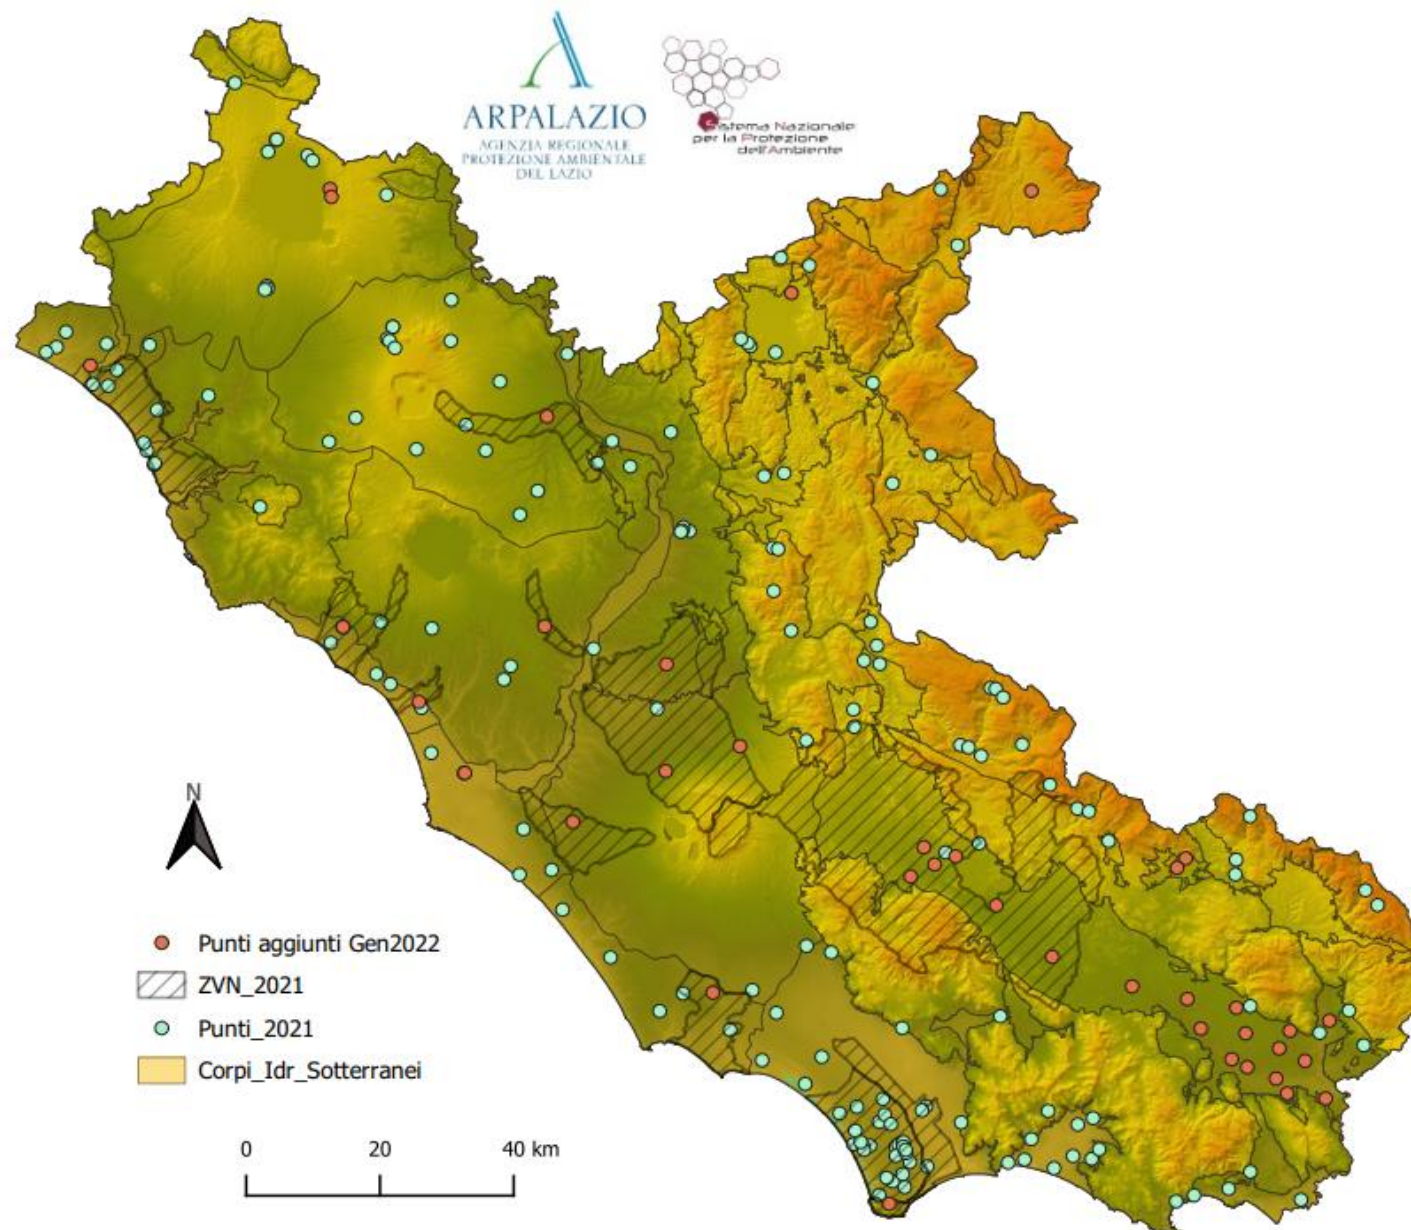 ARPALAZIO
AGENZIA REGIONALE
PROTEZIONE AMBIENTALE
DEL LAZIO
Sistema Nazionale
per la Protezione
dell'Ambiente
N
Punti aggiunti Gen2022
ZVN_2021
Punti_2021
Corpi_Idr_Sotterranei
0 20 40 km